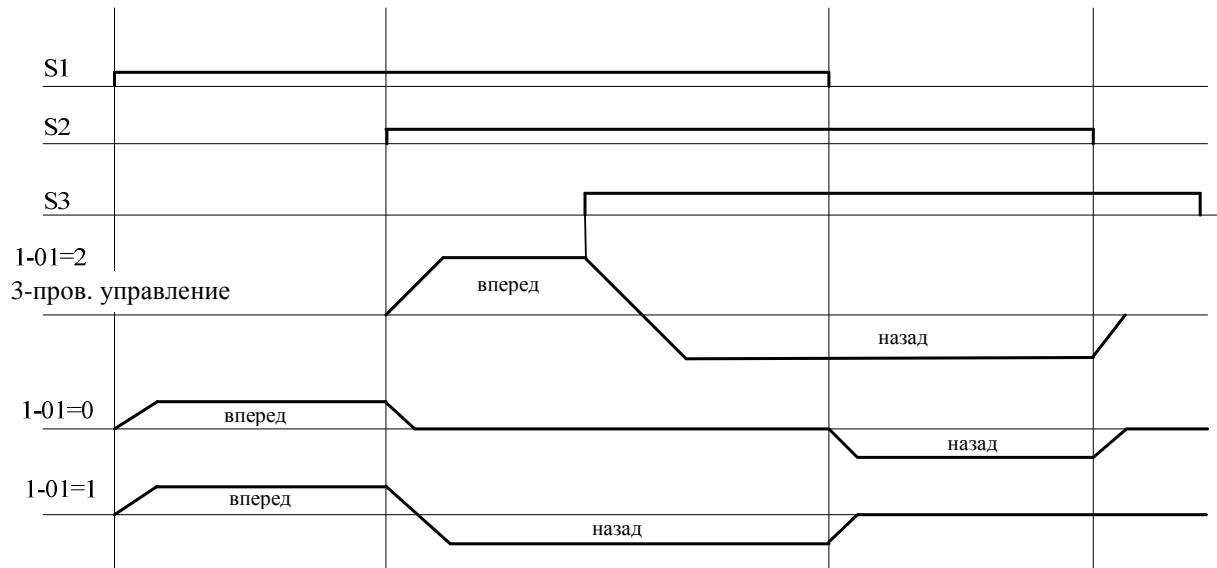 S1
S2
S3
1-01=2
3-пров. управление
вперед
назад
1-01=0
вперед
назад
1-01=1
вперед
назад